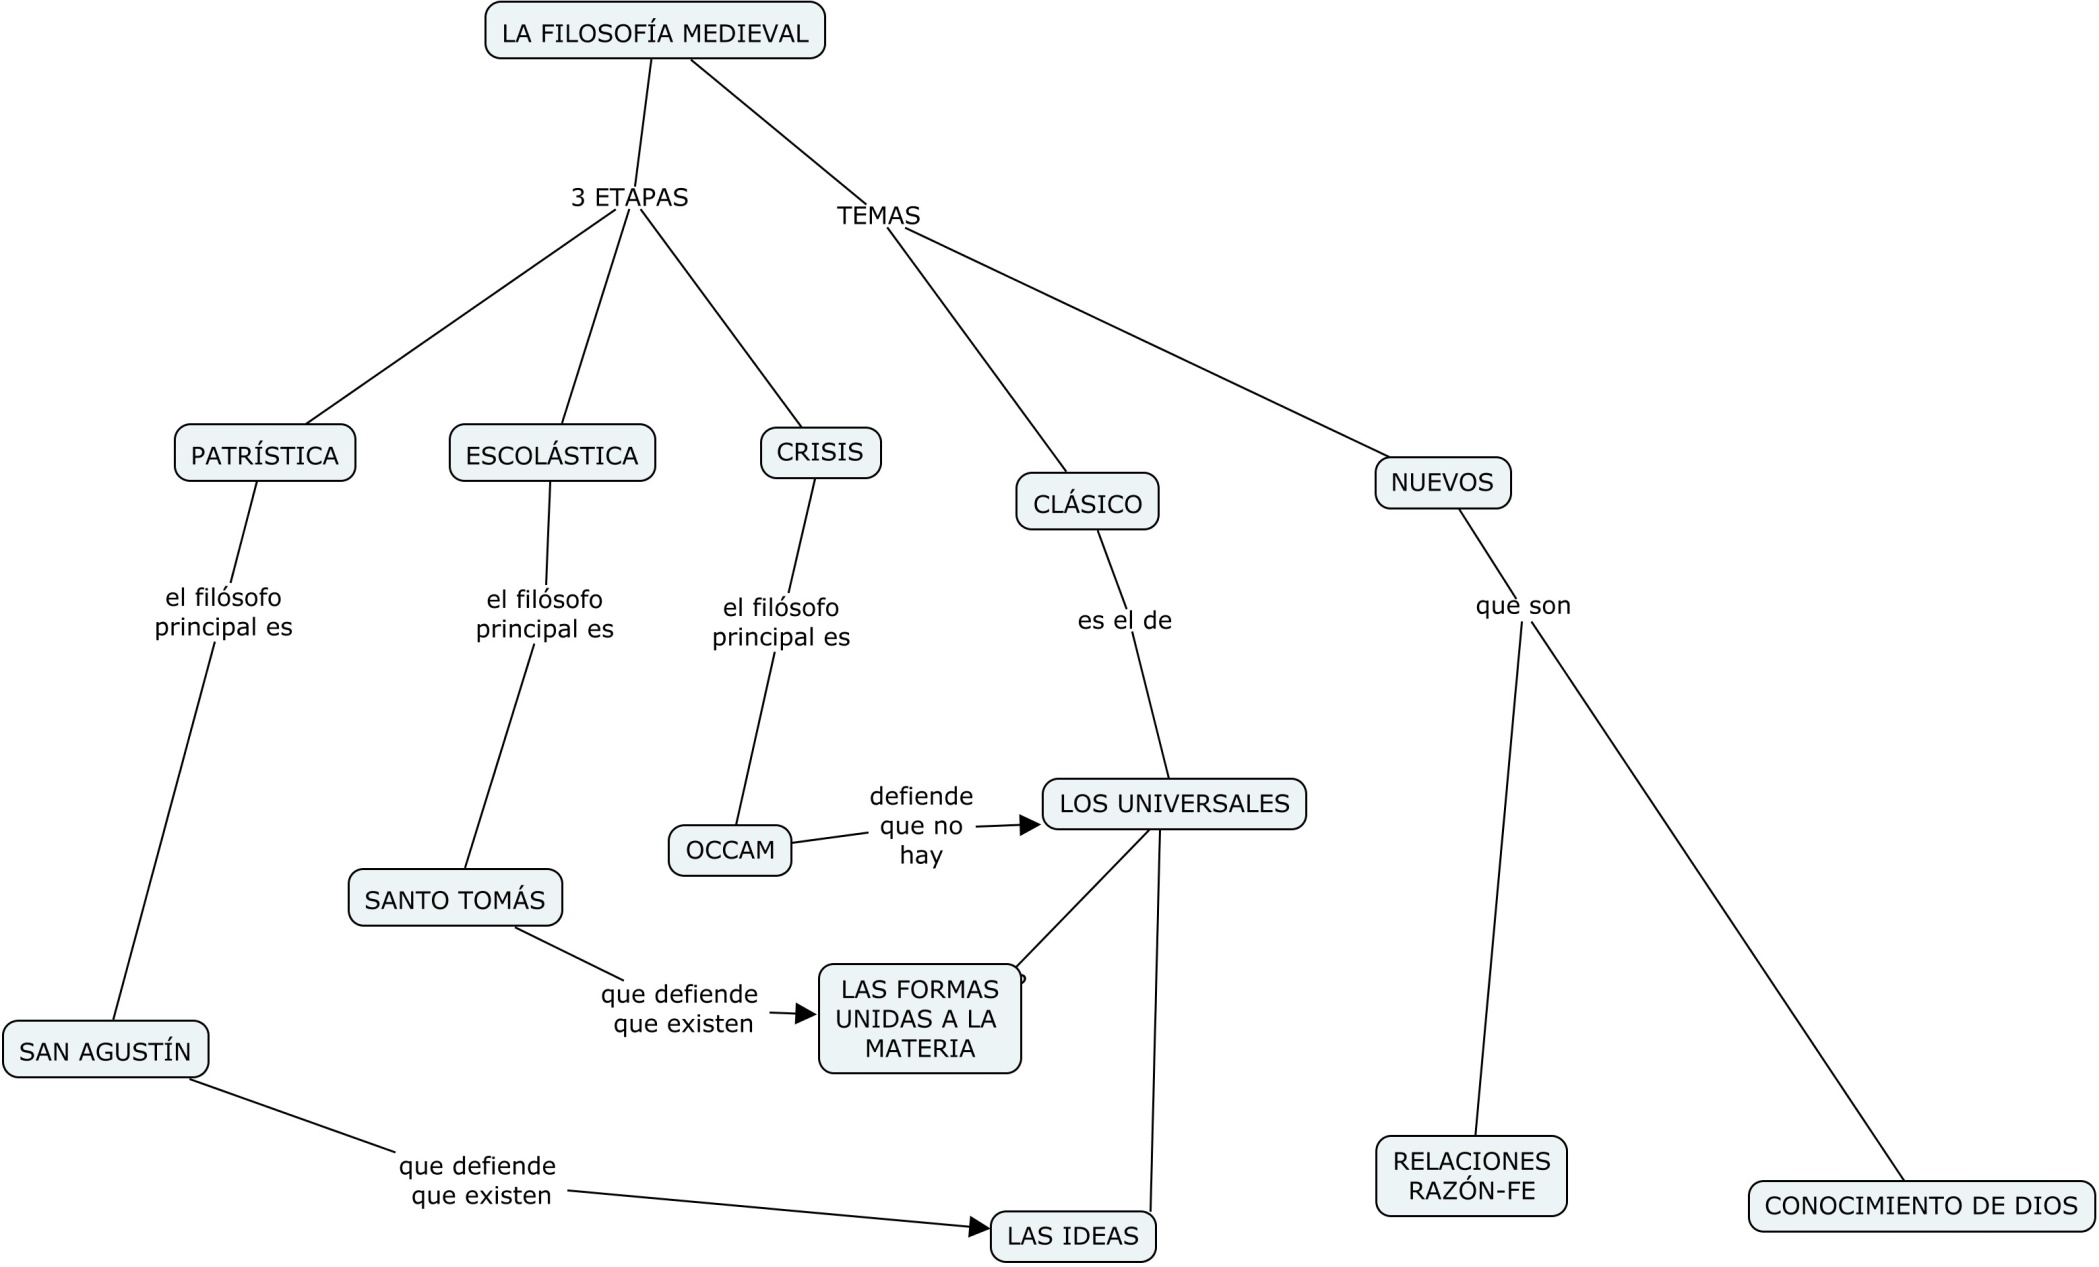 LA FILOSOFÍA MEDIEVAL
3 ETAPAS
TEMAS
PATRÍSTICA
ESCOLÁSTICA
CRISIS
CLÁSICO
NUEVOS
el filósofo
principal es
el filósofo
principal es
el filósofo
principal es
es el de
que son
defiende
que no
hay
LOS UNIVERSALES
OCCAM
SANTO TOMÁS
que defiende
que existen
LAS FORMAS
UNIDAS A LA
MATERIA
SAN AGUSTÍN
que defiende
que existen
LAS IDEAS
RELACIONES
RAZÓN-FE
CONOCIMIENTO DE DIOS